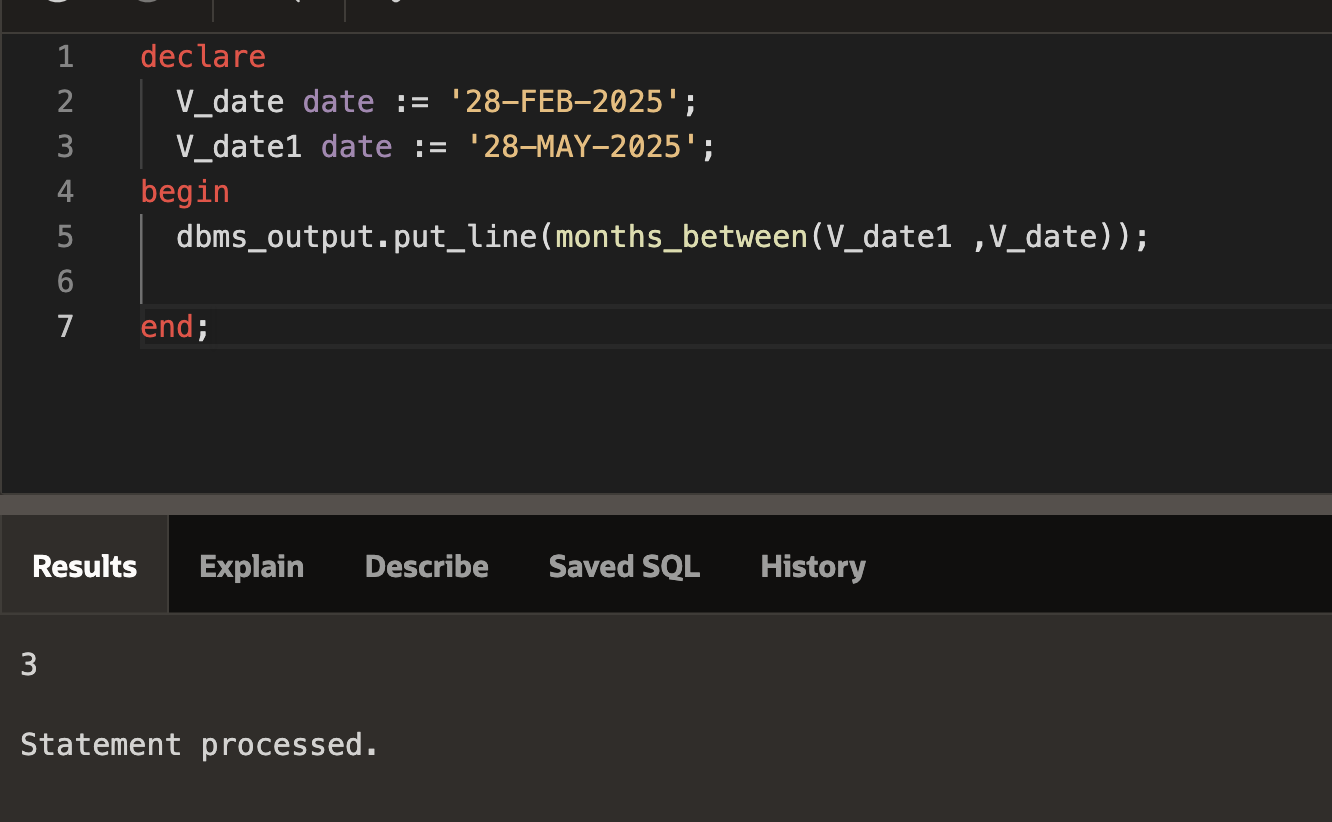 1 declare
2 V_date date := '28-FEB-2025';
3 V_date1 date := '28-MAY-2025';
4 begin
5 dbms_output.put_line(months_between(V_date1 ,V_date));
6
7 end;
Results Explain Describe Saved SQL History
3
Statement processed.